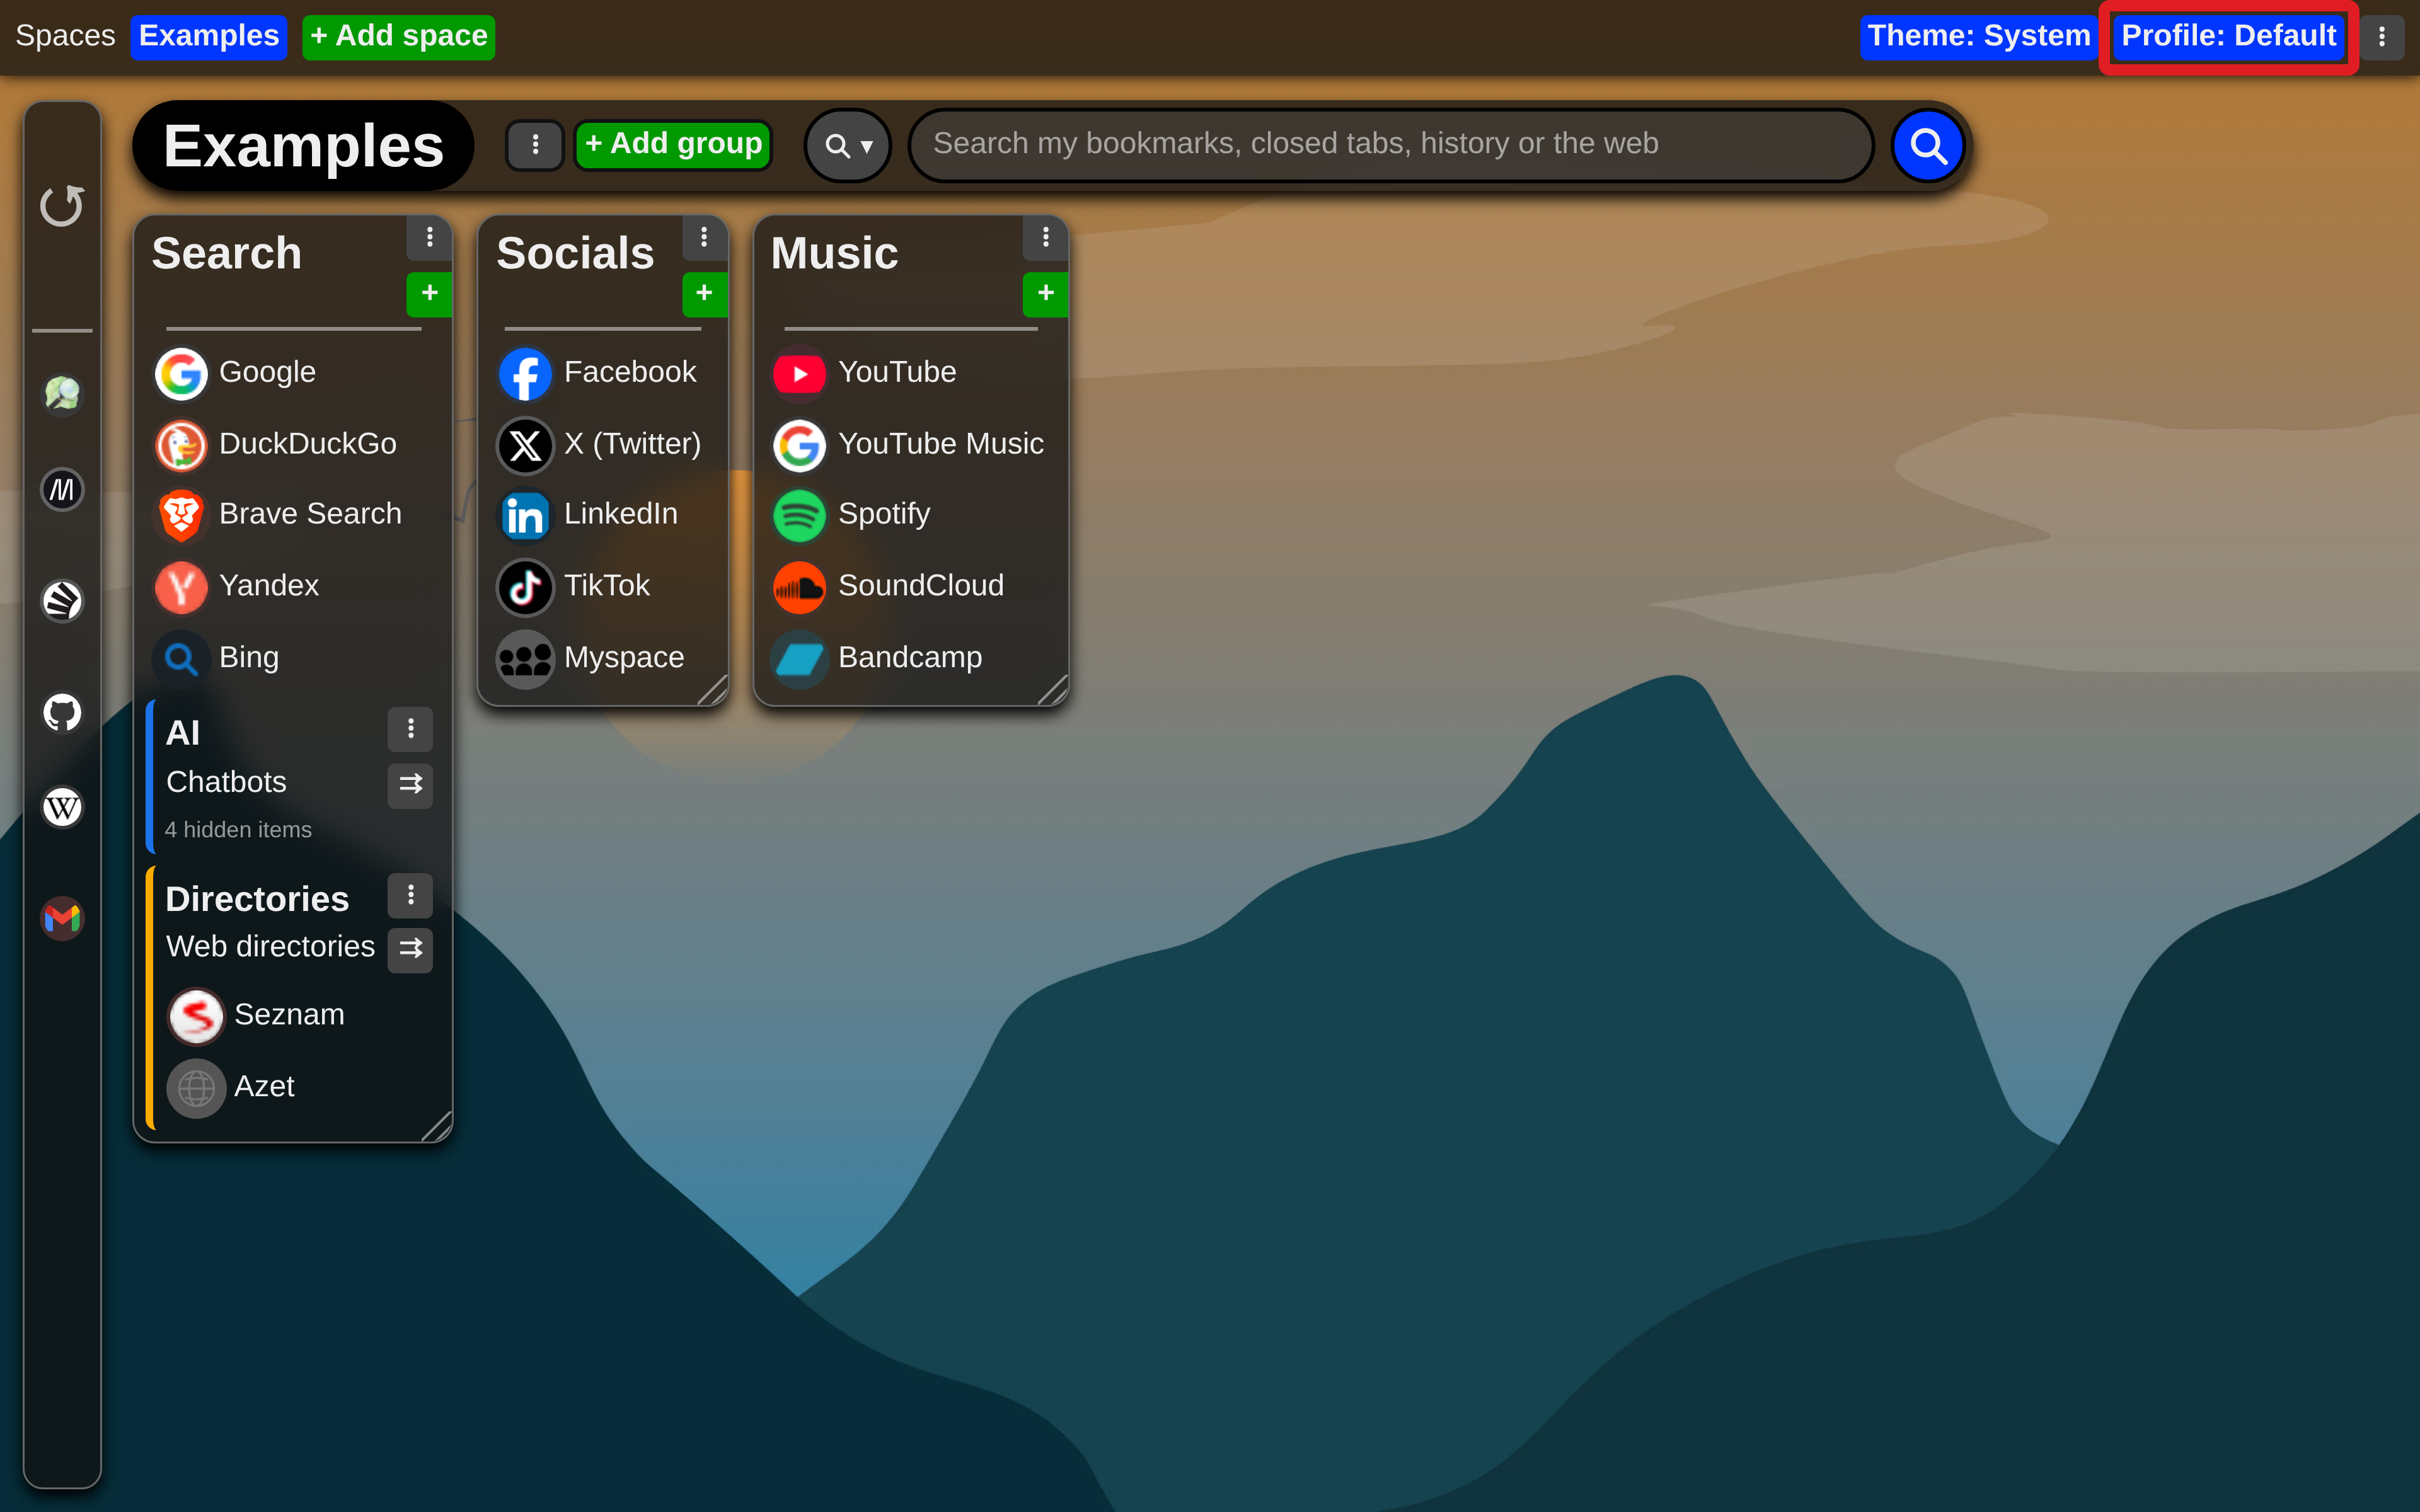 Spaces Examples + Add space Theme: System Profile: Default
Examples + Add group Search my bookmarks, closed tabs, history or the web
Search
Google
DuckDuckGo
Brave Search
Yandex
Bing
AI
Chatbots
4 hidden items
Directories
Web directories
Seznam
Azet
Socials
Facebook
X (Twitter)
LinkedIn
TikTok
Myspace
Music
YouTube
YouTube Music
Spotify
SoundCloud
Bandcamp